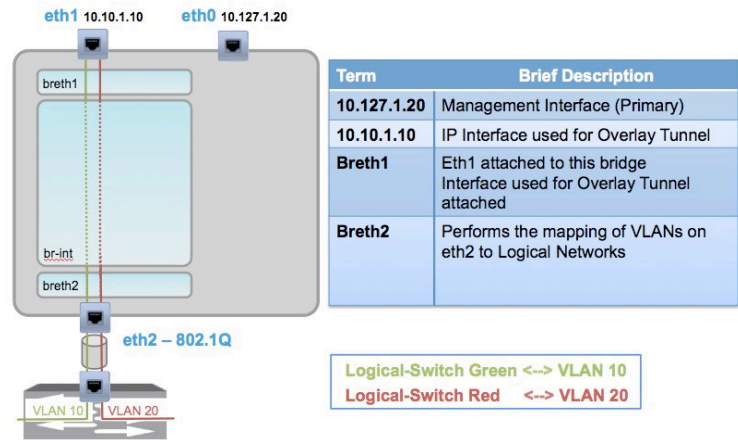 eth1 10.10.1.10 eth0 10.127.1.20
breth1
br-int
breth2
eth2 – 802.1Q
VLAN 10 VLAN 20
Term Brief Description
10.127.1.20 Management Interface (Primary)
10.10.1.10 IP Interface used for Overlay Tunnel
Breth1 Eth1 attached to this bridge
Interface used for Overlay Tunnel
attached
Breth2 Performs the mapping of VLANs on
eth2 to Logical Networks
Logical-Switch Green <--> VLAN 10
Logical-Switch Red <--> VLAN 20